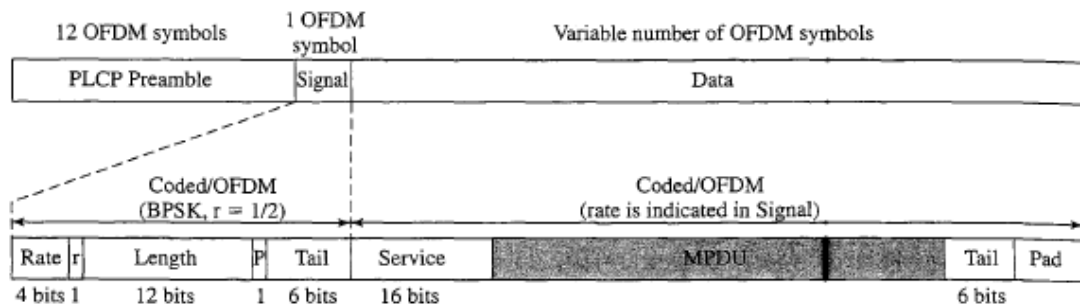 12 OFDM symbols
1 OFDM
symbol
Variable number of OFDM symbols
PLCP Preamble
Signal
Data
Coded/OFDM
(BPSK, r = 1/2)
Coded/OFDM
(rate is indicated in Signal)
Rate
r
Length
P
Tail
Service
MPDU
Tail
Pad
4 bits
1
12 bits
1
6 bits
16 bits
6 bits